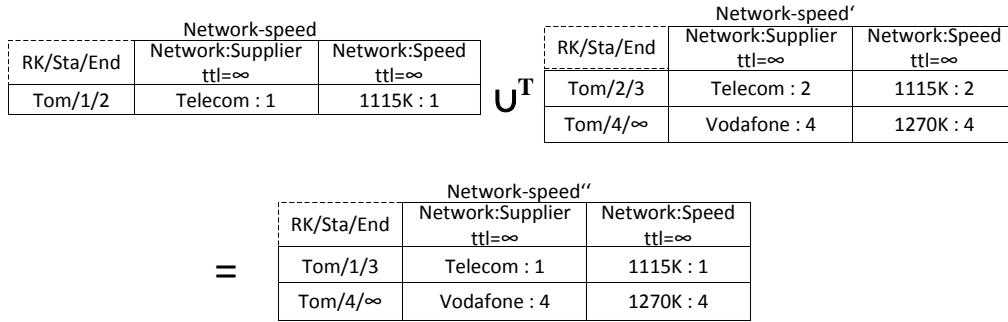 Network-speed
RK/Sta/End Network:Supplier ttl=∞ Network:Speed ttl=∞
Tom/1/2 Telecom : 1 1115K : 1
∪T
Network-speed‘
RK/Sta/End Network:Supplier ttl=∞ Network:Speed ttl=∞
Tom/2/3 Telecom : 2 1115K : 2
Tom/4/∞ Vodafone : 4 1270K : 4
=
Network-speed‘‘
RK/Sta/End Network:Supplier ttl=∞ Network:Speed ttl=∞
Tom/1/3 Telecom : 1 1115K : 1
Tom/4/∞ Vodafone : 4 1270K : 4